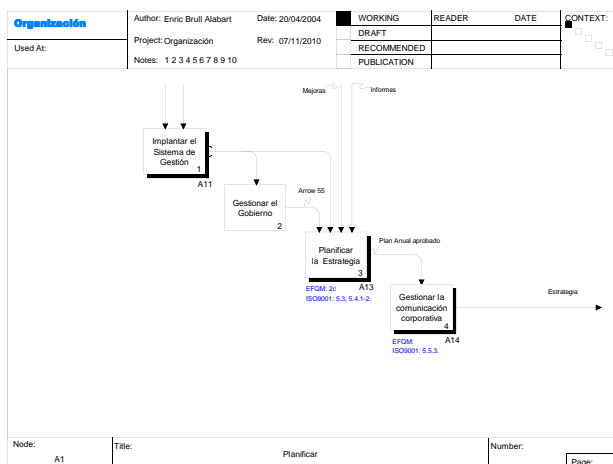 Organización
Used At:
Author: Enric Brull Alabart
Date: 20/04/2004
Project: Organización
Rev: 07/11/2010
Notes: 1 2 3 4 5 6 7 8 9 10
WORKING
DRAFT
RECOMMENDED
PUBLICATION
READER
DATE
CONTEXT:
Mejoras
Informes
Implantar el
Sistema de
Gestión
1
A11
Gestionar el
Gobierno
2
Arrow 55
Planificar
la Estrategia
3
A13
EFQM: 2c
ISO9001: 5.3, 5.4.1-2.
Plan Anual aprobado
Gestionar la
comunicación
corporativa
4
A14
EFQM:
ISO9001: 5.5.3.
Estrategia
Node:
A1
Title:
Planificar
Number:
Page: